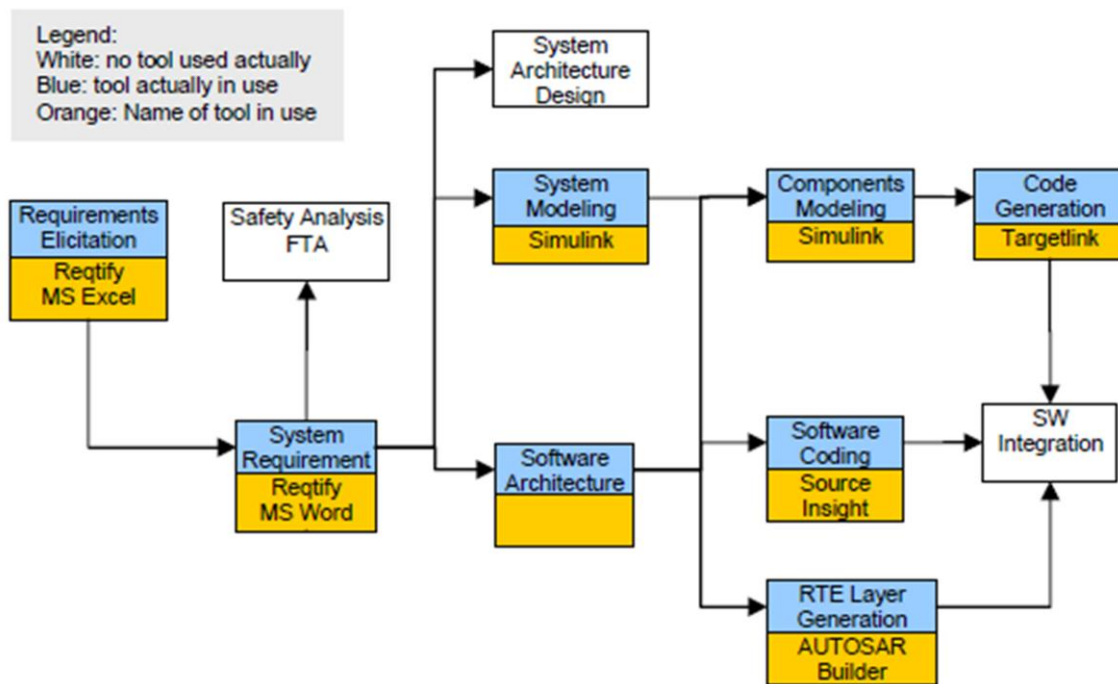 Legend:
White: no tool used actually
Blue: tool actually in use
Orange: Name of tool in use
System
Architecture
Design
Requirements
Elicitation
Reqtify
MS Excel
Safety Analysis
FTA
System
Modeling
Simulink
Components
Modeling
Simulink
Code
Generation
Targetlink
System
Requirement
Reqtify
MS Word
Software
Architecture
Software
Coding
Source
Insight
SW
Integration
RTE Layer
Generation
AUTOSAR
Builder